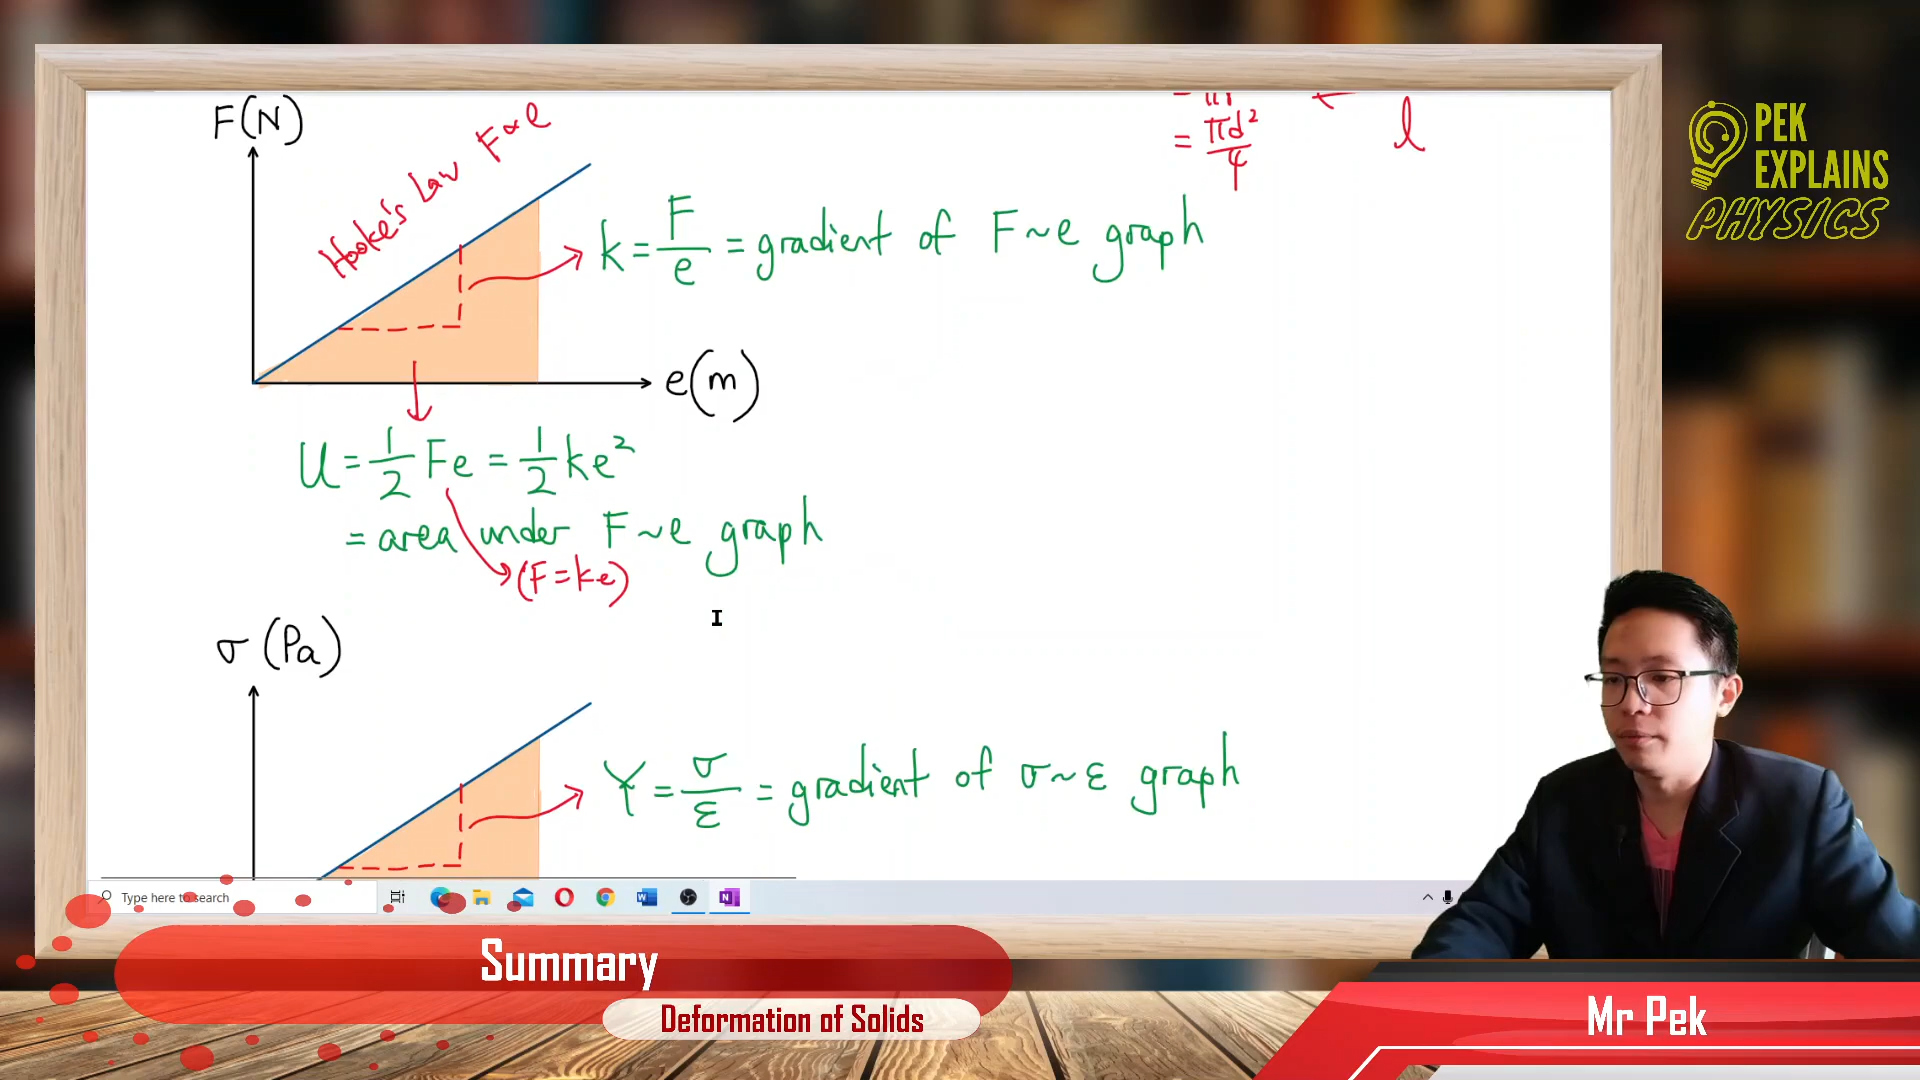 F(N)
Hooke's Law F∝e
= πd²/4
l
k = F/e = gradient of F~e graph
e(m)
U = 1/2 Fe = 1/2 ke²
= area under F~e graph
(F = ke)
σ (Pa)
Y = σ/ε = gradient of σ~ε graph
Type here to search
PEK
EXPLAINS
PHYSICS
Summary
Deformation of Solids
Mr Pek